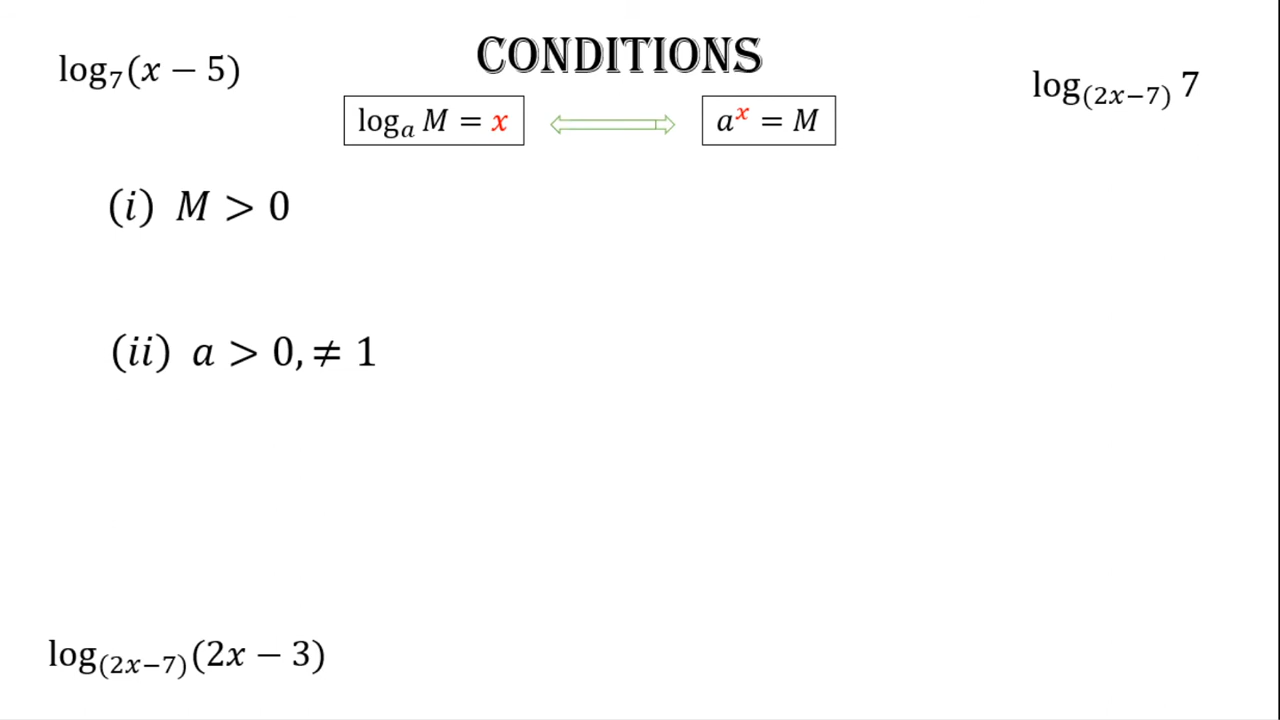 CONDITIONS
log₇(x − 5)
log₍₂ₓ₋₇₎ 7
logₐ M = x ⟺ aˣ = M
(i) M > 0
(ii) a > 0, ≠ 1
log₍₂ₓ₋₇₎(2x − 3)